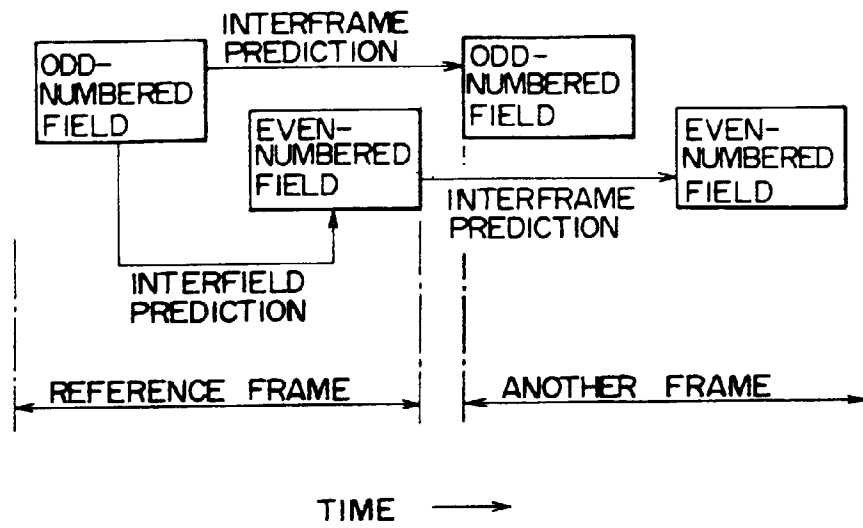 INTERFRAME
PREDICTION
ODD-
NUMBERED
FIELD
ODD-
NUMBERED
FIELD
EVEN-
NUMBERED
FIELD
EVEN-
NUMBERED
FIELD
INTERFRAME
PREDICTION
INTERFIELD
PREDICTION
REFERENCE FRAME
ANOTHER FRAME
TIME